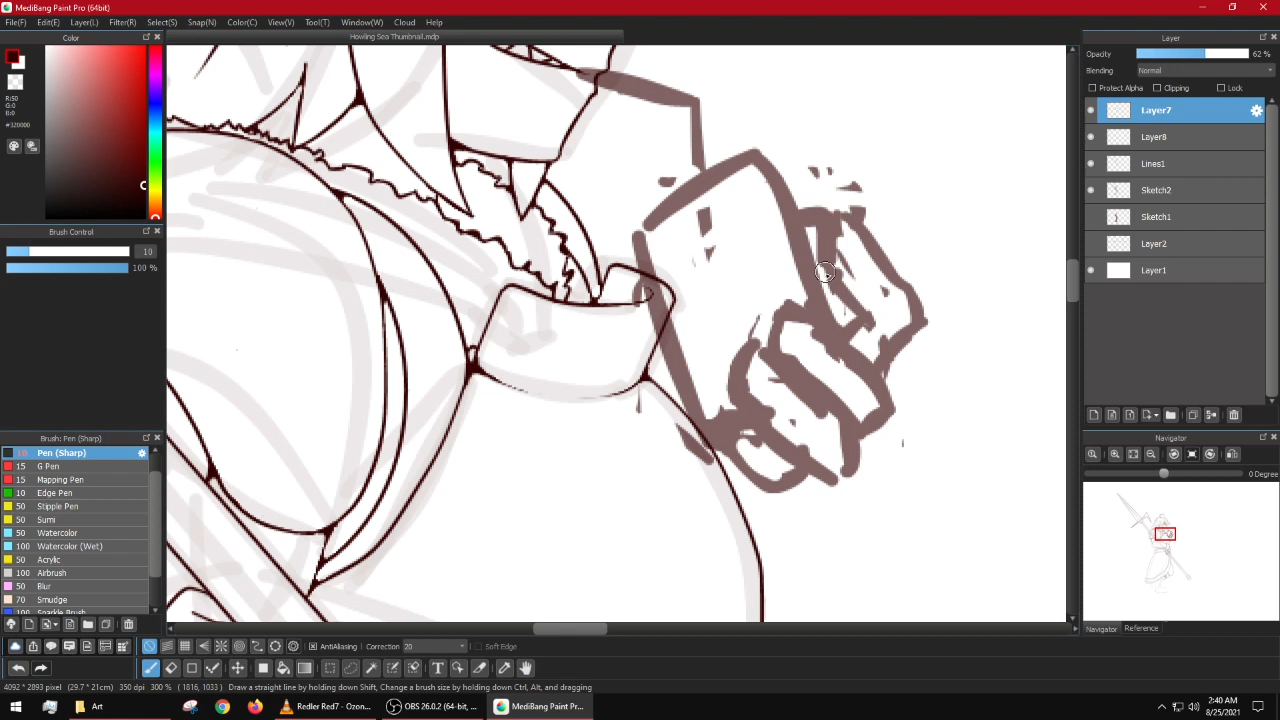 MediBang Paint Pro (64bit)
File(F) Edit(E) Layer(L) Filter(R) Select(S) Snap(N) Color(C) View(V) Tool(T) Window(W) Cloud Help
Color
Howling Sea Thumbnail.mdp
Layer
Opacity 62 %
Blending Normal
Protect Alpha Clipping Lock
R:50
G:0
B:0
#320000
Layer7
Layer8
Lines1
Sketch2
Sketch1
Layer2
Layer1
Brush Control
10
100 %
Brush: Pen (Sharp)
10 Pen (Sharp)
15 G Pen
15 Mapping Pen
10 Edge Pen
50 Stipple Pen
50 Sumi
50 Watercolor
100 Watercolor (Wet)
50 Acrylic
100 Airbrush
50 Blur
70 Smudge
100 Sparkle Brush
Navigator
0 Degree
Navigator Reference
AntiAliasing Correction 20 Soft Edge
4092 * 2893 pixel (29.7 * 21cm) 350 dpi 300 % ( 1816, 1033 ) Draw a straight line by holding down Shift, Change a brush size by holding down Ctrl, Alt, and dragging
Art
Redler Red7 - Ozon...
OBS 26.0.2 (64-bit, ...
MediBang Paint Pr...
2:40 AM
8/25/2021